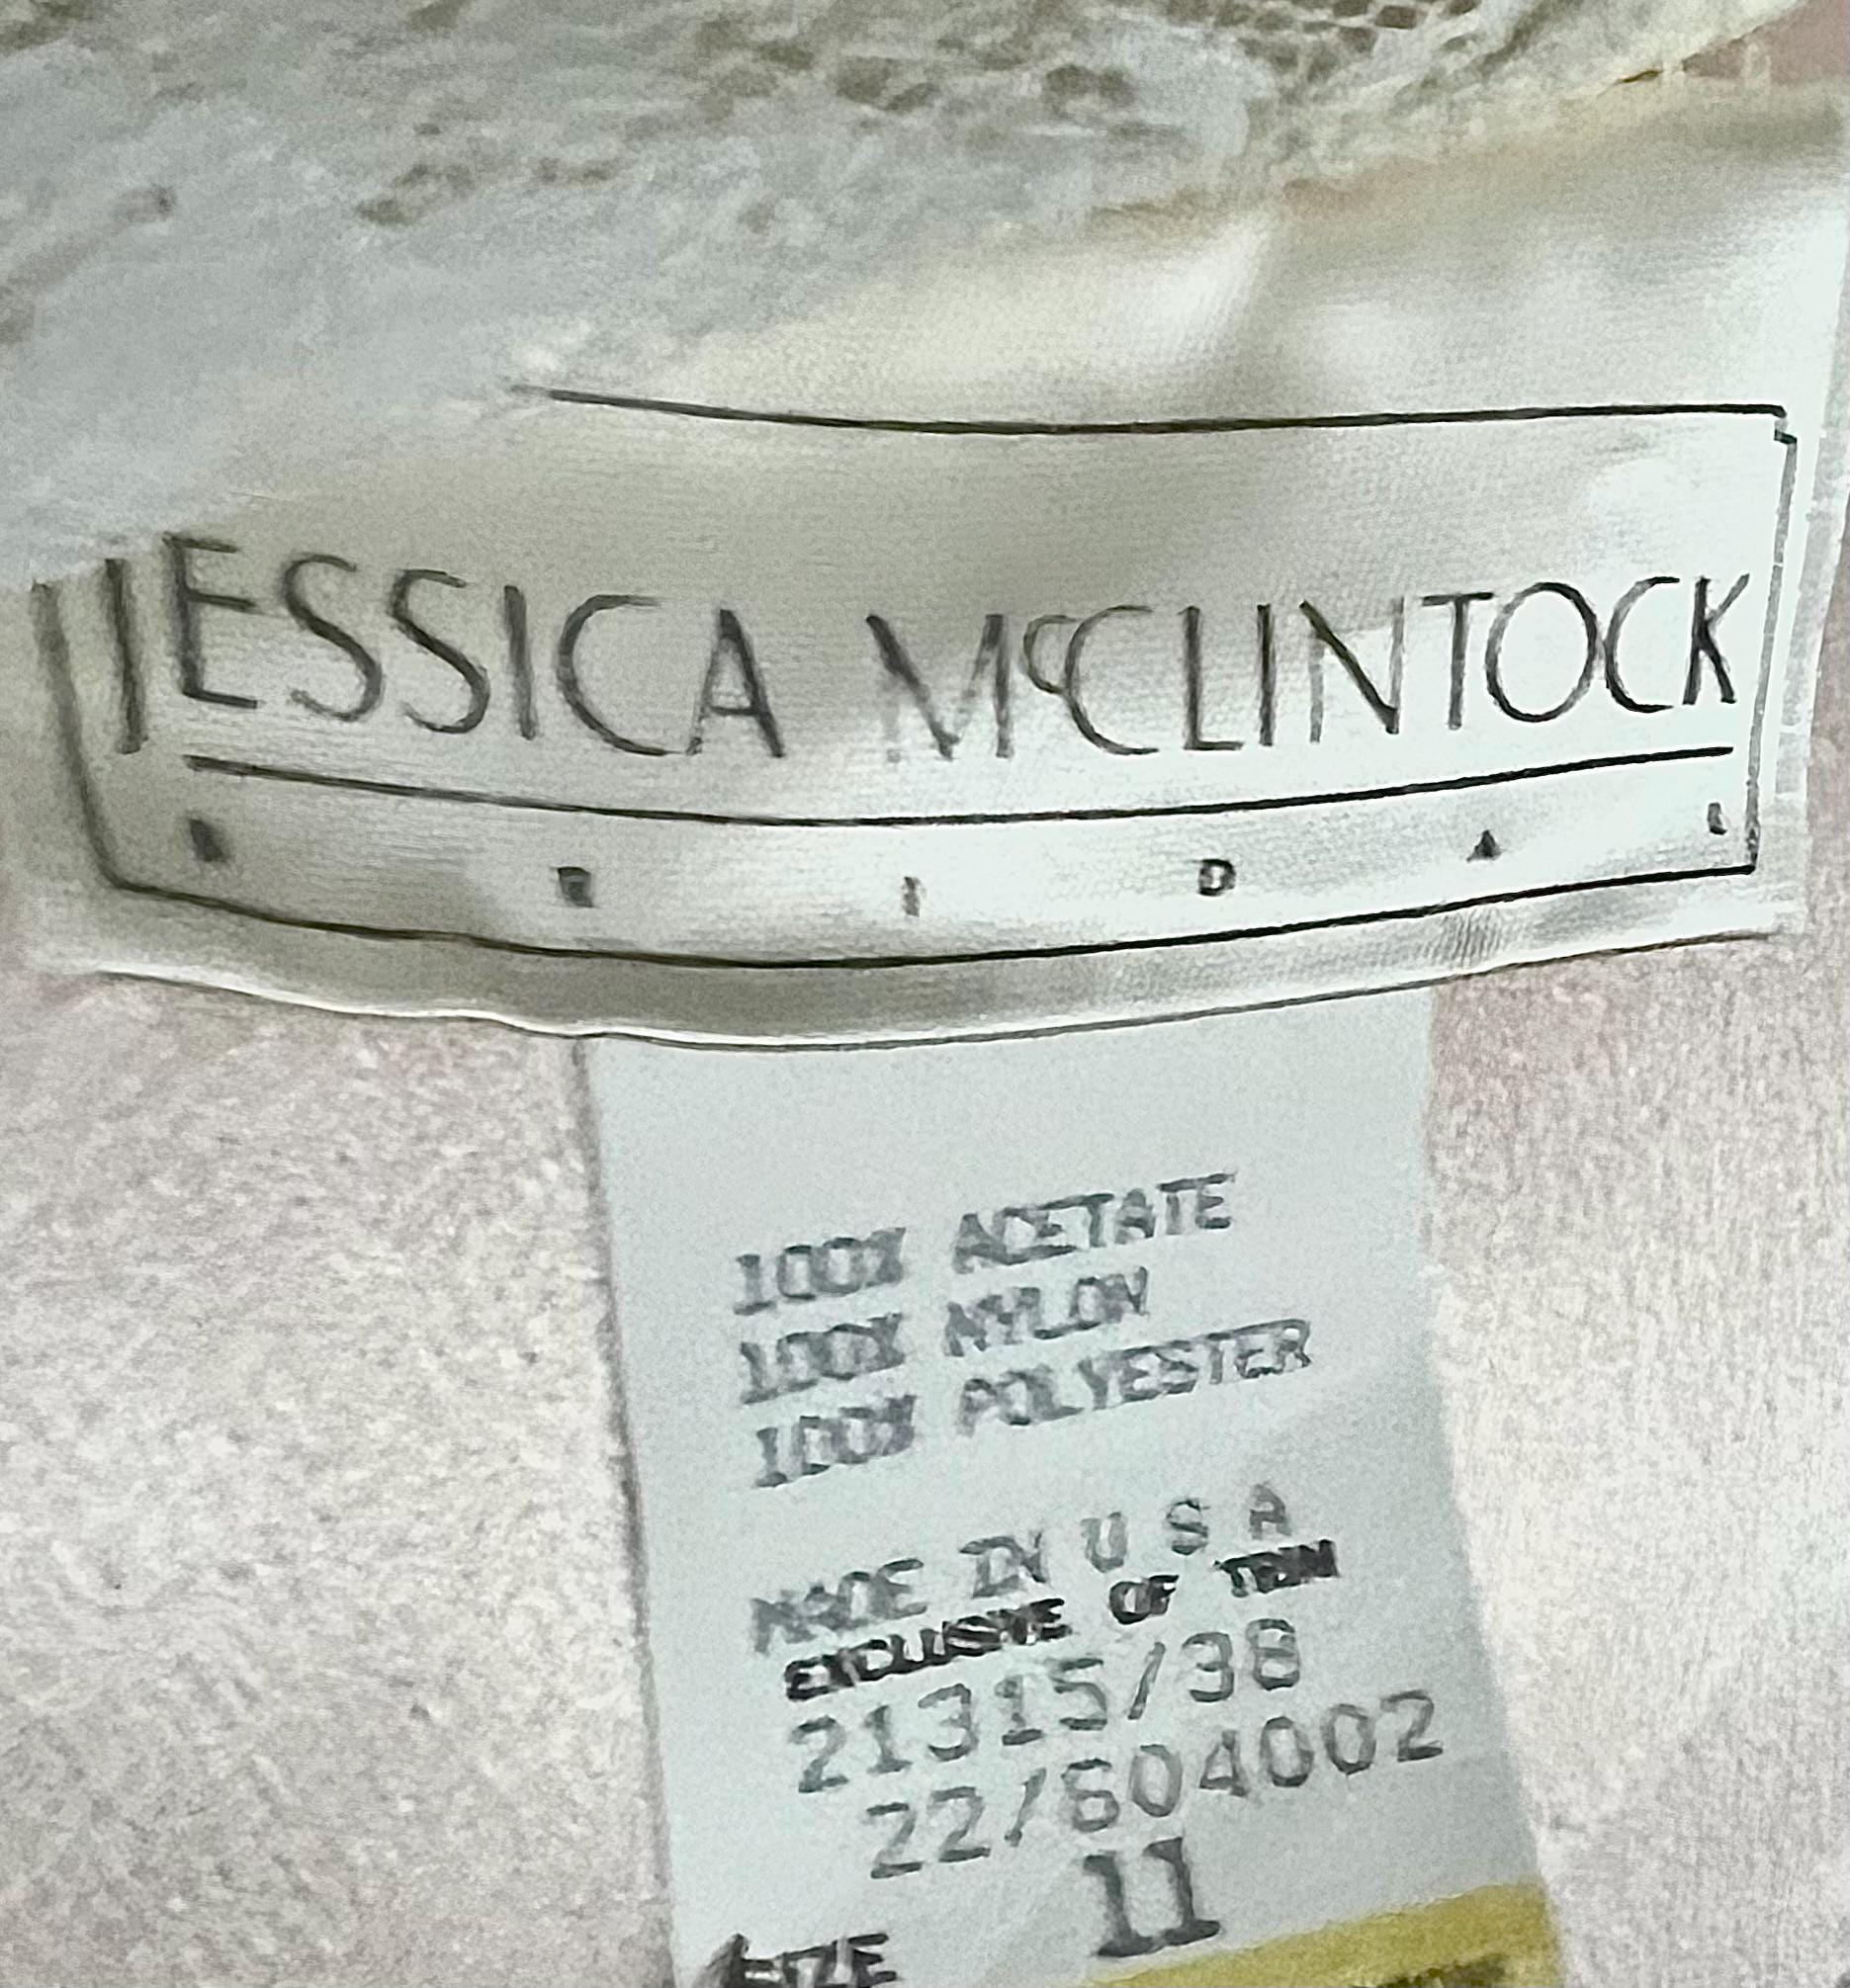 JESSICA McCLINTOCK
BRIDAL
100% ACETATE
100% NYLON
100% POLYESTER
MADE IN U S A
EXCLUSIVE OF TRIM
21315/38
22/604002
11
SIZE